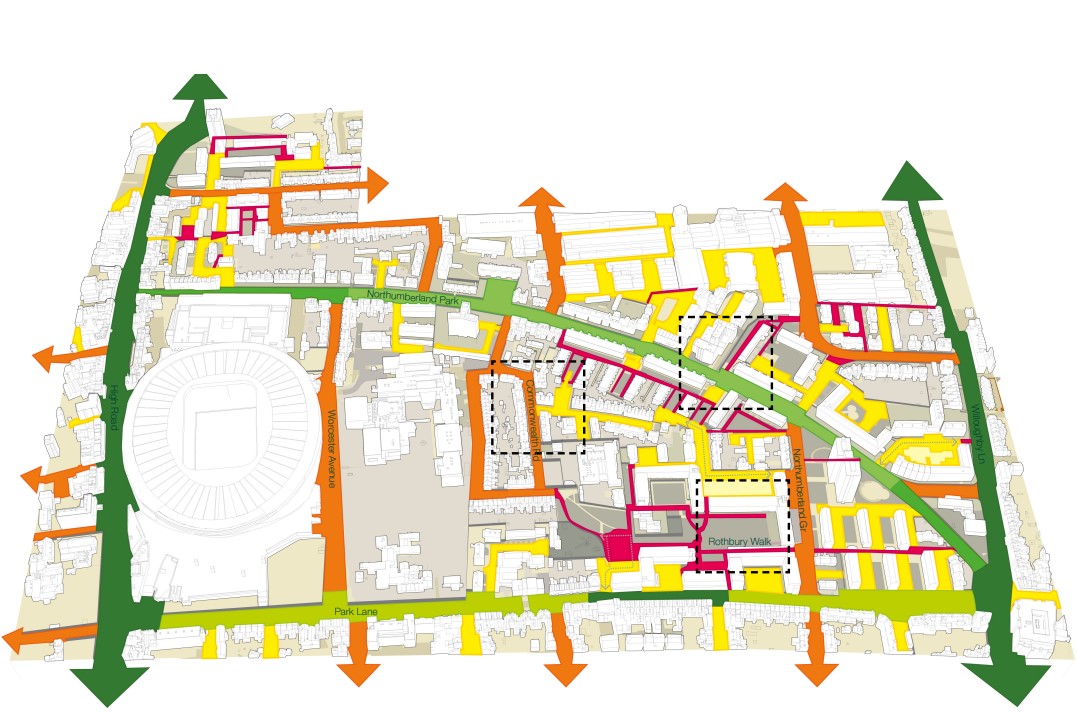 Northumberland Park
High Road
Worcester Avenue
Commonwealth Rd
Willoughby Ln
Northumberland Gr
Rothbury Walk
Park Lane